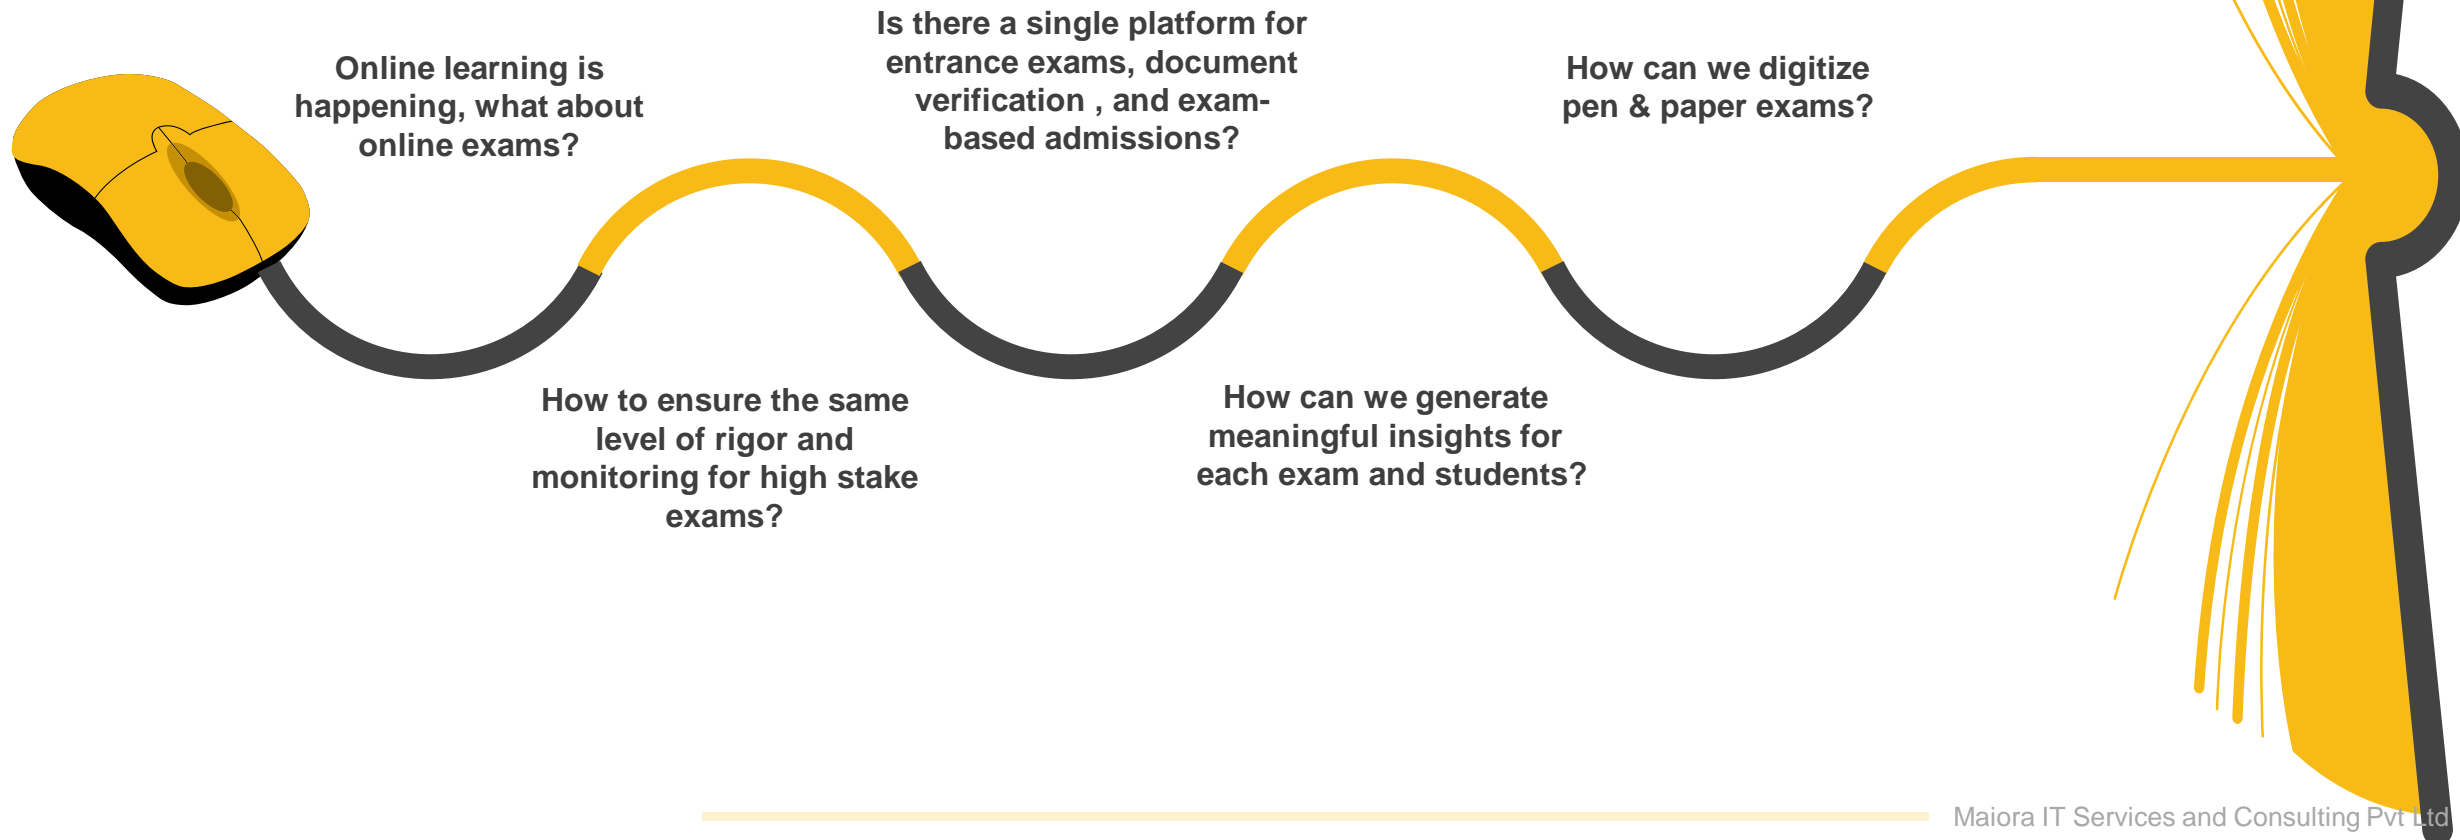 Online learning is
happening, what about
online exams?
How to ensure the same
level of rigor and
monitoring for high stake
exams?
Is there a single platform for
entrance exams, document
verification , and exam-
based admissions?
How can we generate
meaningful insights for
each exam and students?
How can we digitize
pen & paper exams?
Maiora IT Services and Consulting Pvt Ltd